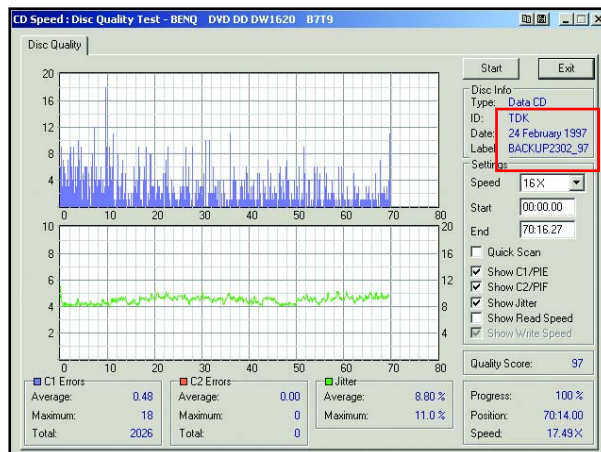 CD Speed : Disc Quality Test - BENQ DVD DD DW1620 B7T9
Disc Quality
20
16
12
8
4
0 10 20 30 40 50 60 70 80
10 20
8 16
6 12
4 8
2 4
0 10 20 30 40 50 60 70 80
C1 Errors
Average: 0.48
Maximum: 18
Total: 2026
C2 Errors
Average: 0.00
Maximum: 0
Total: 0
Jitter
Average: 8.80 %
Maximum: 11.0 %
Start Exit
Disc Info
Type: Data CD
ID: TDK
Date: 24 February 1997
Label BACKUP2302_97
Settings
Speed 16 X
Start 00:00.00
End 70:16.27
Quick Scan
Show C1/PIE
Show C2/PIF
Show Jitter
Show Read Speed
Show Write Speed
Quality Score: 97
Progress: 100 %
Position: 70:14.00
Speed: 17.49 X